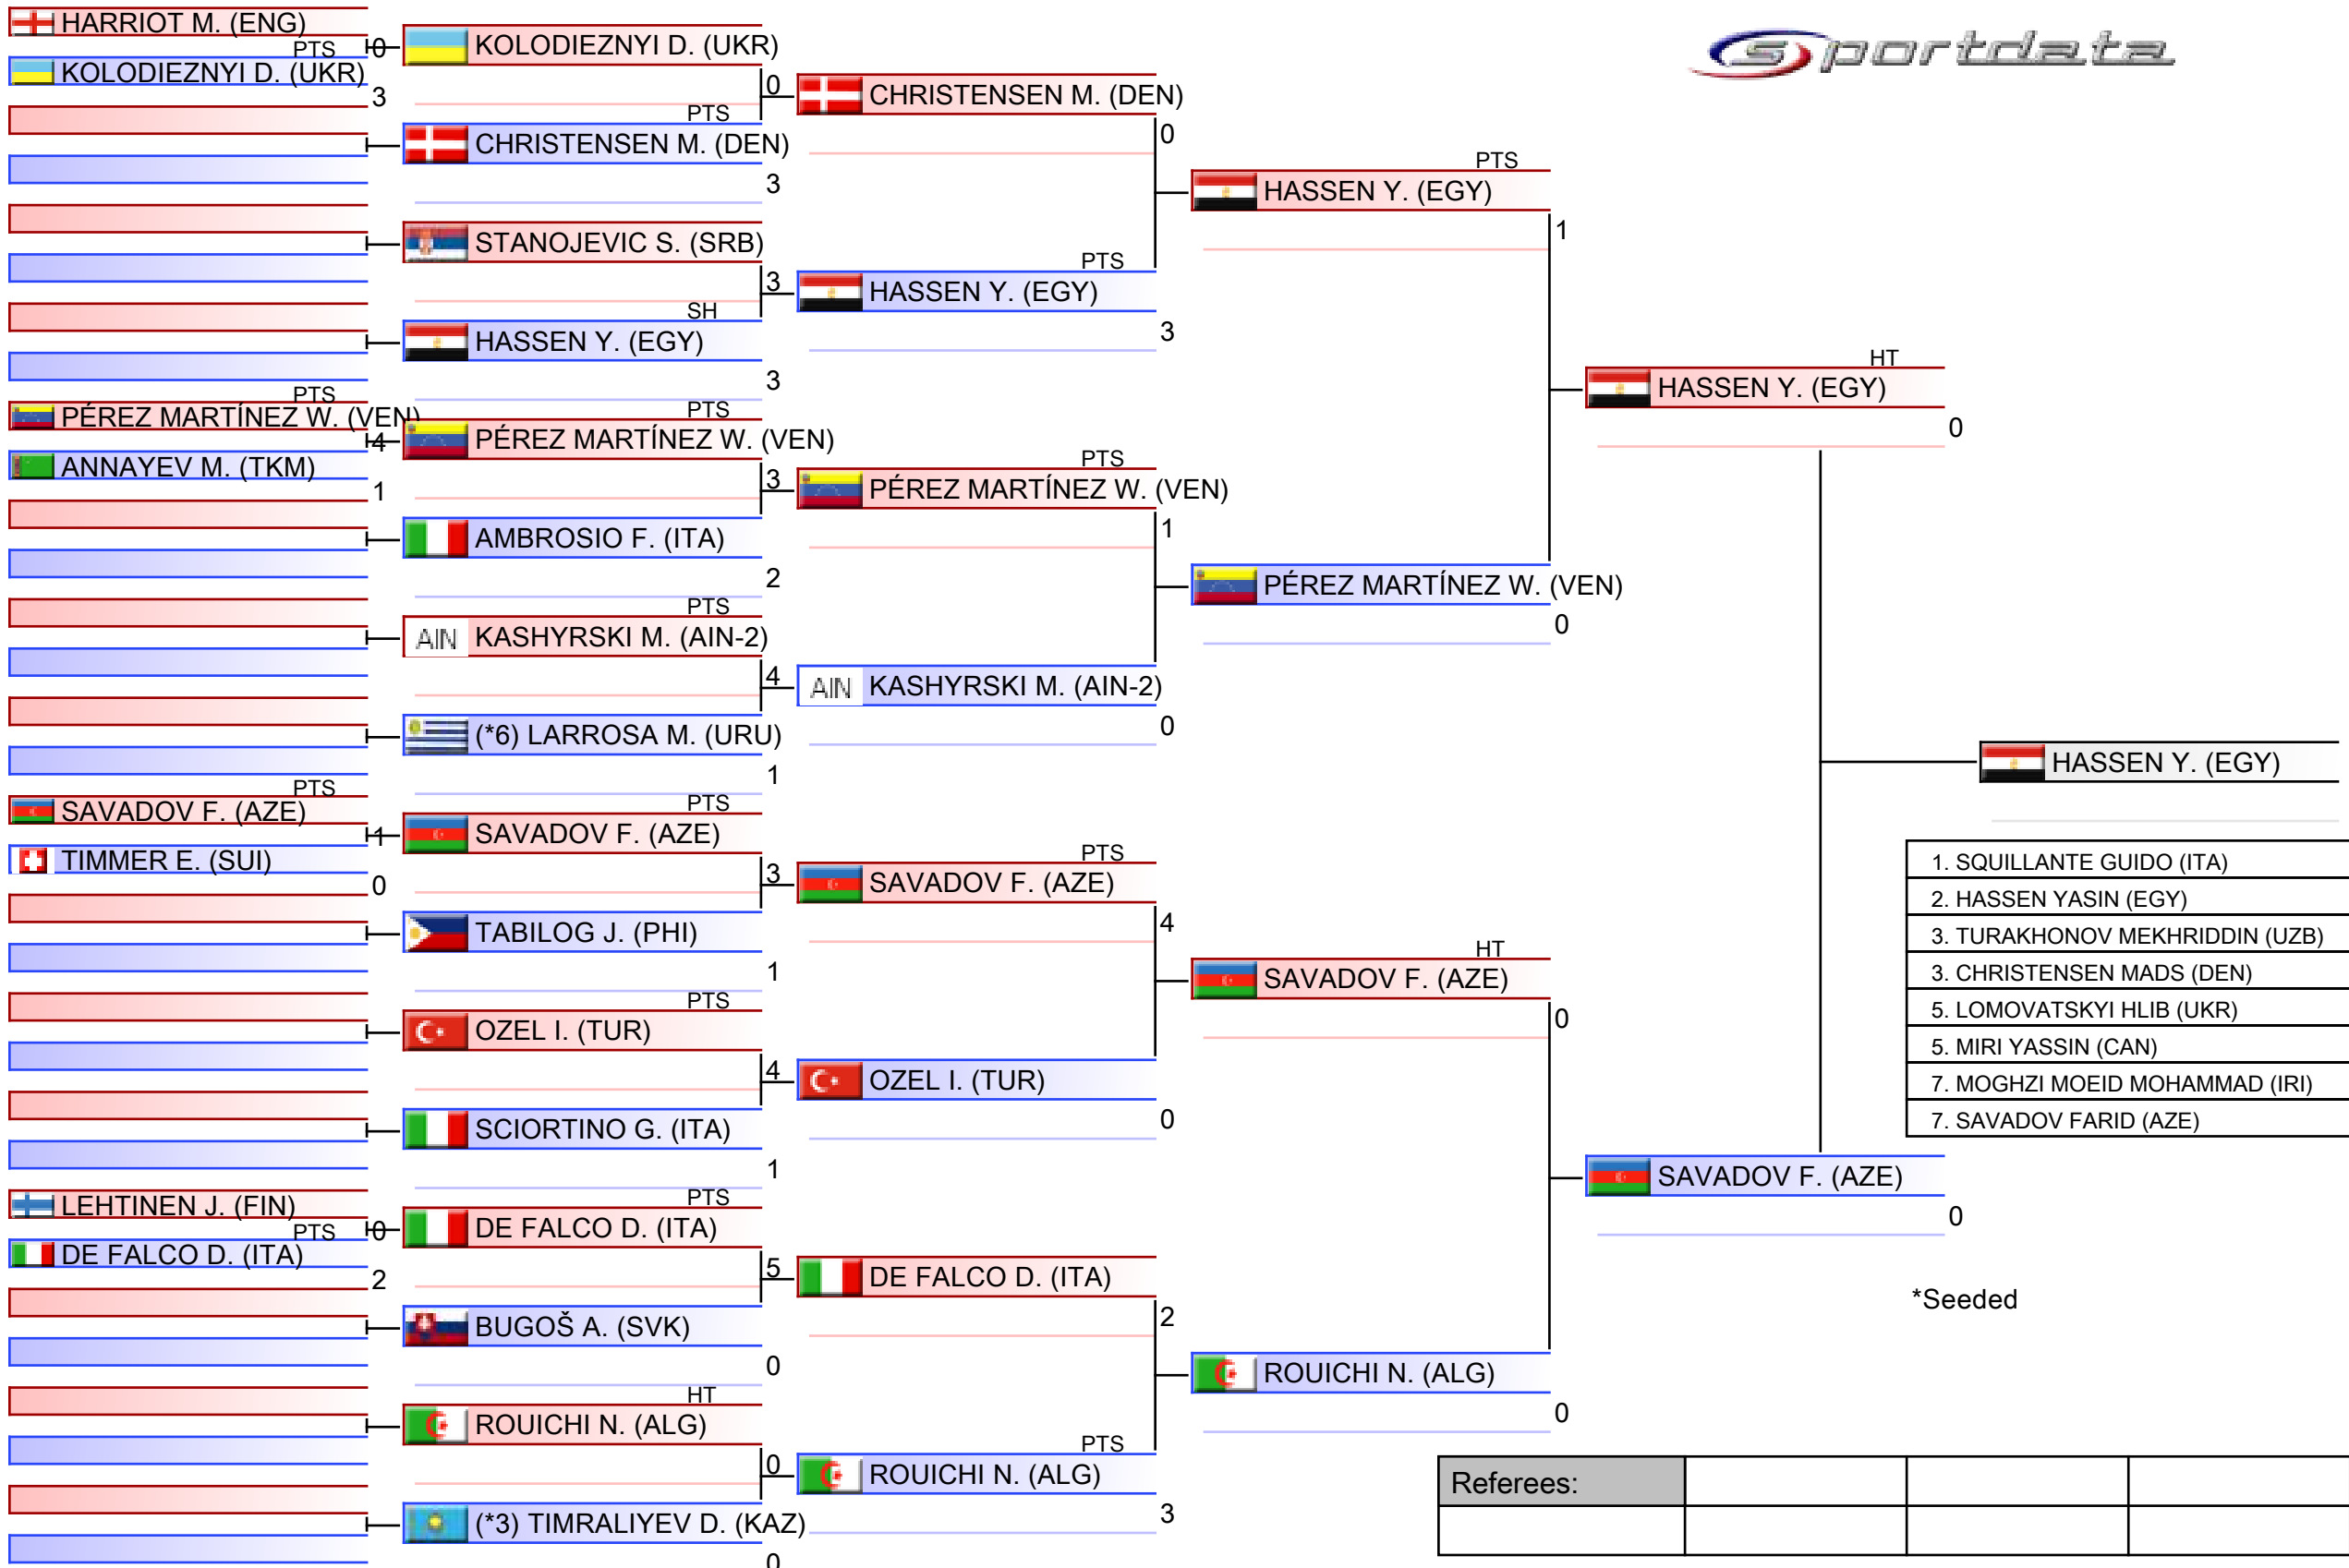 HARRIOT M. (ENG)
0
PTS
KOLODIEZNYI D. (UKR)
3
PÉREZ MARTÍNEZ W. (VEN)
PTS
4
ANNAYEV M. (TKM)
1
SAVADOV F. (AZE)
PTS
1
TIMMER E. (SUI)
0
LEHTINEN J. (FIN)
0
PTS
DE FALCO D. (ITA)
2
KOLODIEZNYI D. (UKR)
0
PTS
CHRISTENSEN M. (DEN)
3
STANOJEVIC S. (SRB)
3
SH
HASSEN Y. (EGY)
3
PTS
PÉREZ MARTÍNEZ W. (VEN)
3
AMBROSIO F. (ITA)
2
PTS
AIN KASHYRSKI M. (AIN-2)
4
(*6) LARROSA M. (URU)
1
PTS
SAVADOV F. (AZE)
3
TABILOG J. (PHI)
1
PTS
OZEL I. (TUR)
4
SCIORTINO G. (ITA)
1
PTS
DE FALCO D. (ITA)
5
BUGOŠ A. (SVK)
0
HT
ROUICHI N. (ALG)
0
(*3) TIMRALIYEV D. (KAZ)
0
CHRISTENSEN M. (DEN)
0
PTS
HASSEN Y. (EGY)
3
PTS
PÉREZ MARTÍNEZ W. (VEN)
1
AIN KASHYRSKI M. (AIN-2)
0
PTS
SAVADOV F. (AZE)
4
OZEL I. (TUR)
0
DE FALCO D. (ITA)
2
PTS
ROUICHI N. (ALG)
3
PTS
HASSEN Y. (EGY)
1
PÉREZ MARTÍNEZ W. (VEN)
0
HT
SAVADOV F. (AZE)
0
ROUICHI N. (ALG)
0
HT
HASSEN Y. (EGY)
0
SAVADOV F. (AZE)
0
sportdata
HASSEN Y. (EGY)
1. SQUILLANTE GUIDO (ITA)
2. HASSEN YASIN (EGY)
3. TURAKHONOV MEKHRIDDIN (UZB)
3. CHRISTENSEN MADS (DEN)
5. LOMOVATSKYI HLIB (UKR)
5. MIRI YASSIN (CAN)
7. MOGHZI MOEID MOHAMMAD (IRI)
7. SAVADOV FARID (AZE)
*Seeded
Referees: